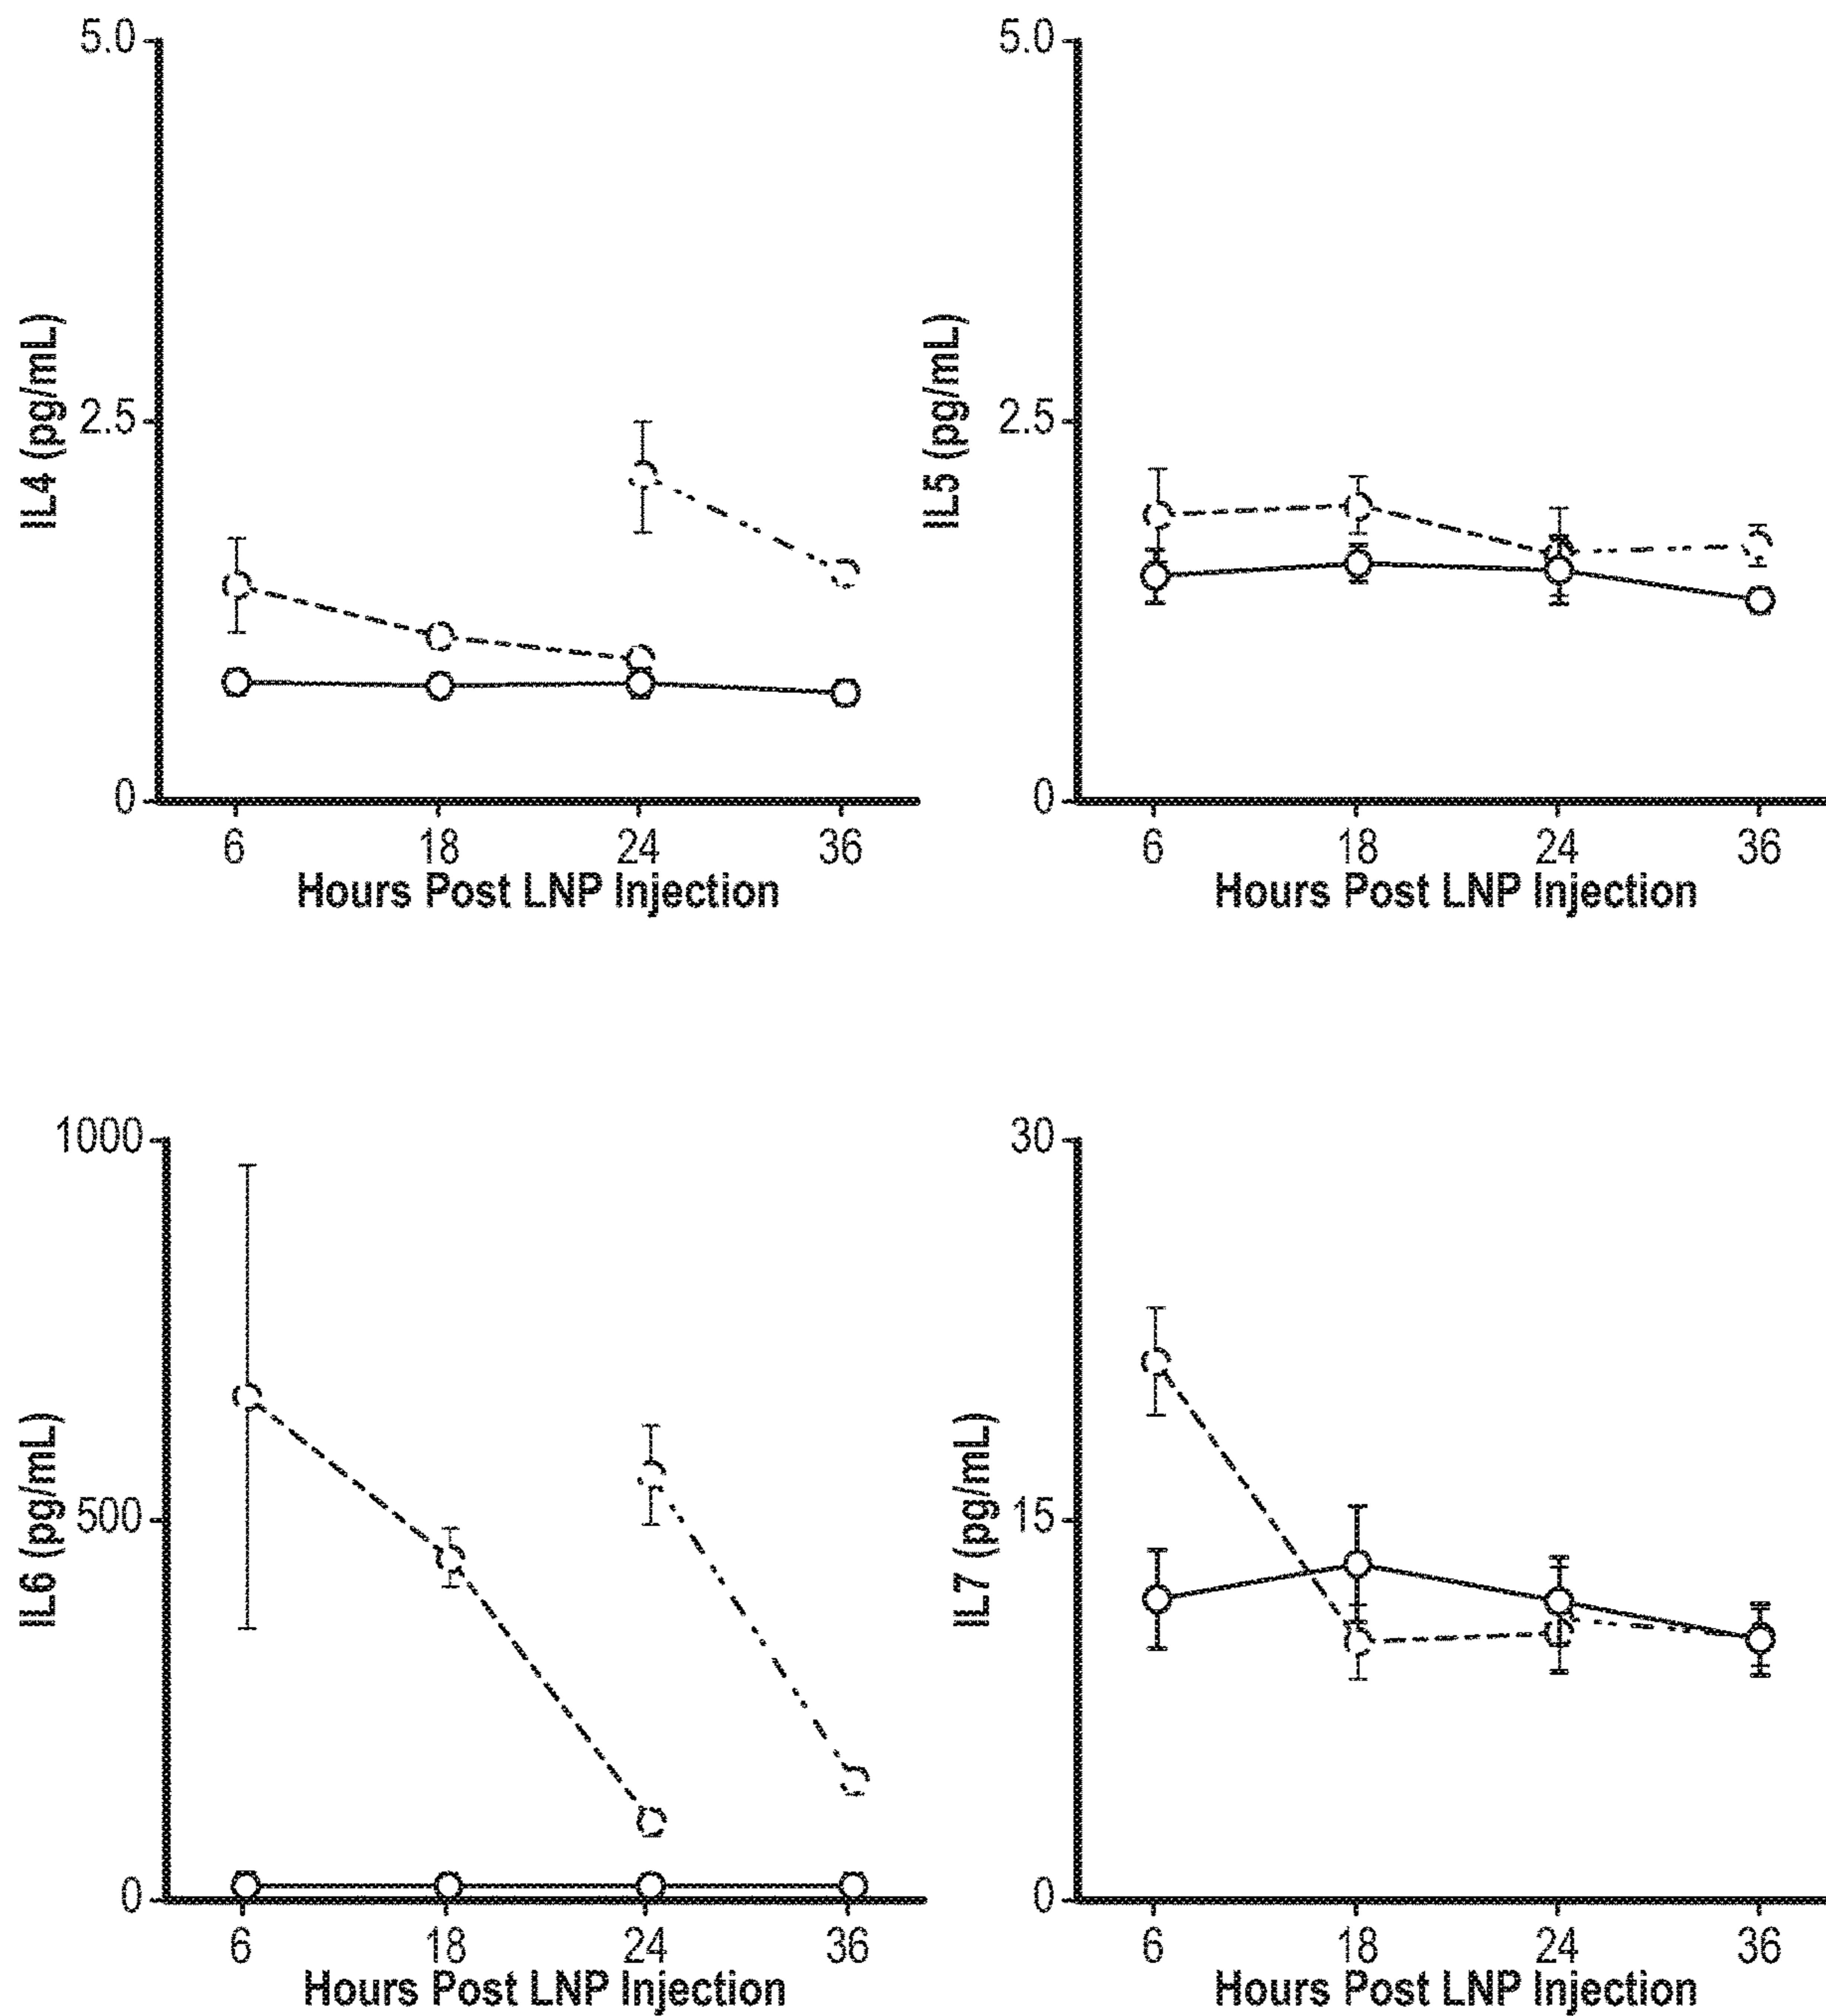 IL4 (pg/mL)
5.0
2.5
0
6 18 24 36
Hours Post LNP Injection
IL5 (pg/mL)
5.0
2.5
0
6 18 24 36
Hours Post LNP Injection
IL6 (pg/mL)
1000
500
0
6 18 24 36
Hours Post LNP Injection
IL7 (pg/mL)
30
15
0
6 18 24 36
Hours Post LNP Injection